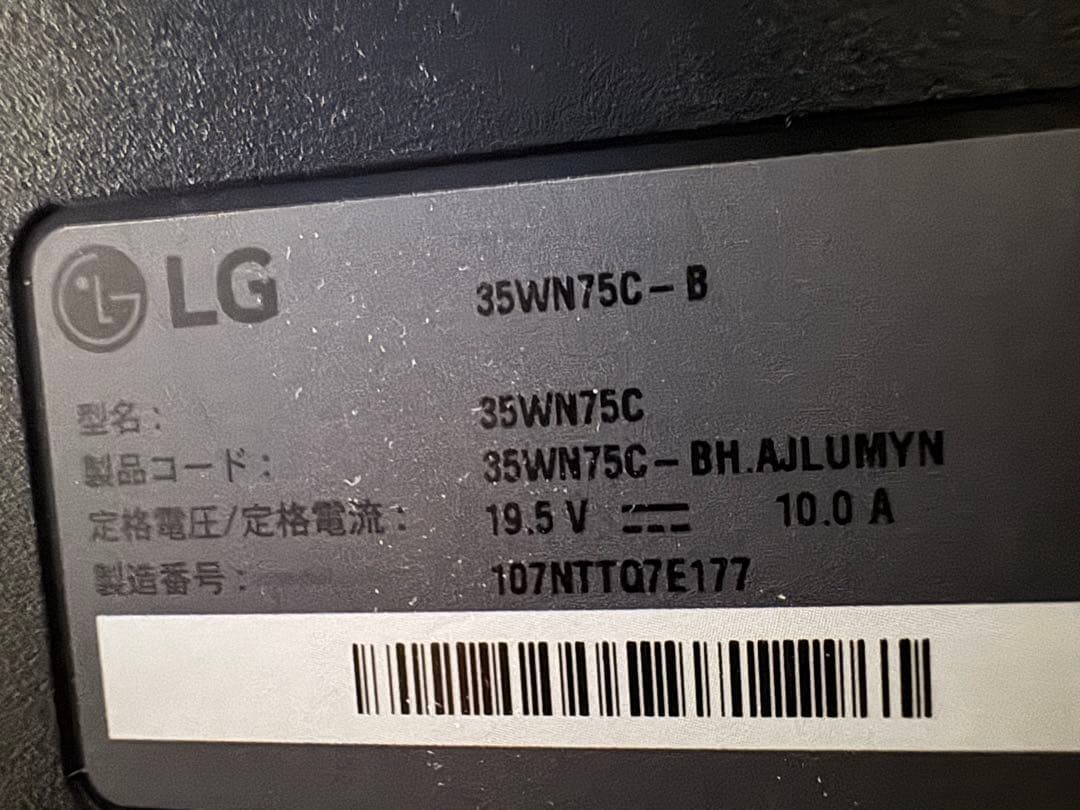 LG 35WN75C-B
型名: 35WN75C
製品コード: 35WN75C-BH.AJLUMYN
定格電圧/定格電流: 19.5 V ⎓ 10.0 A
製造番号: 107NTTQ7E177